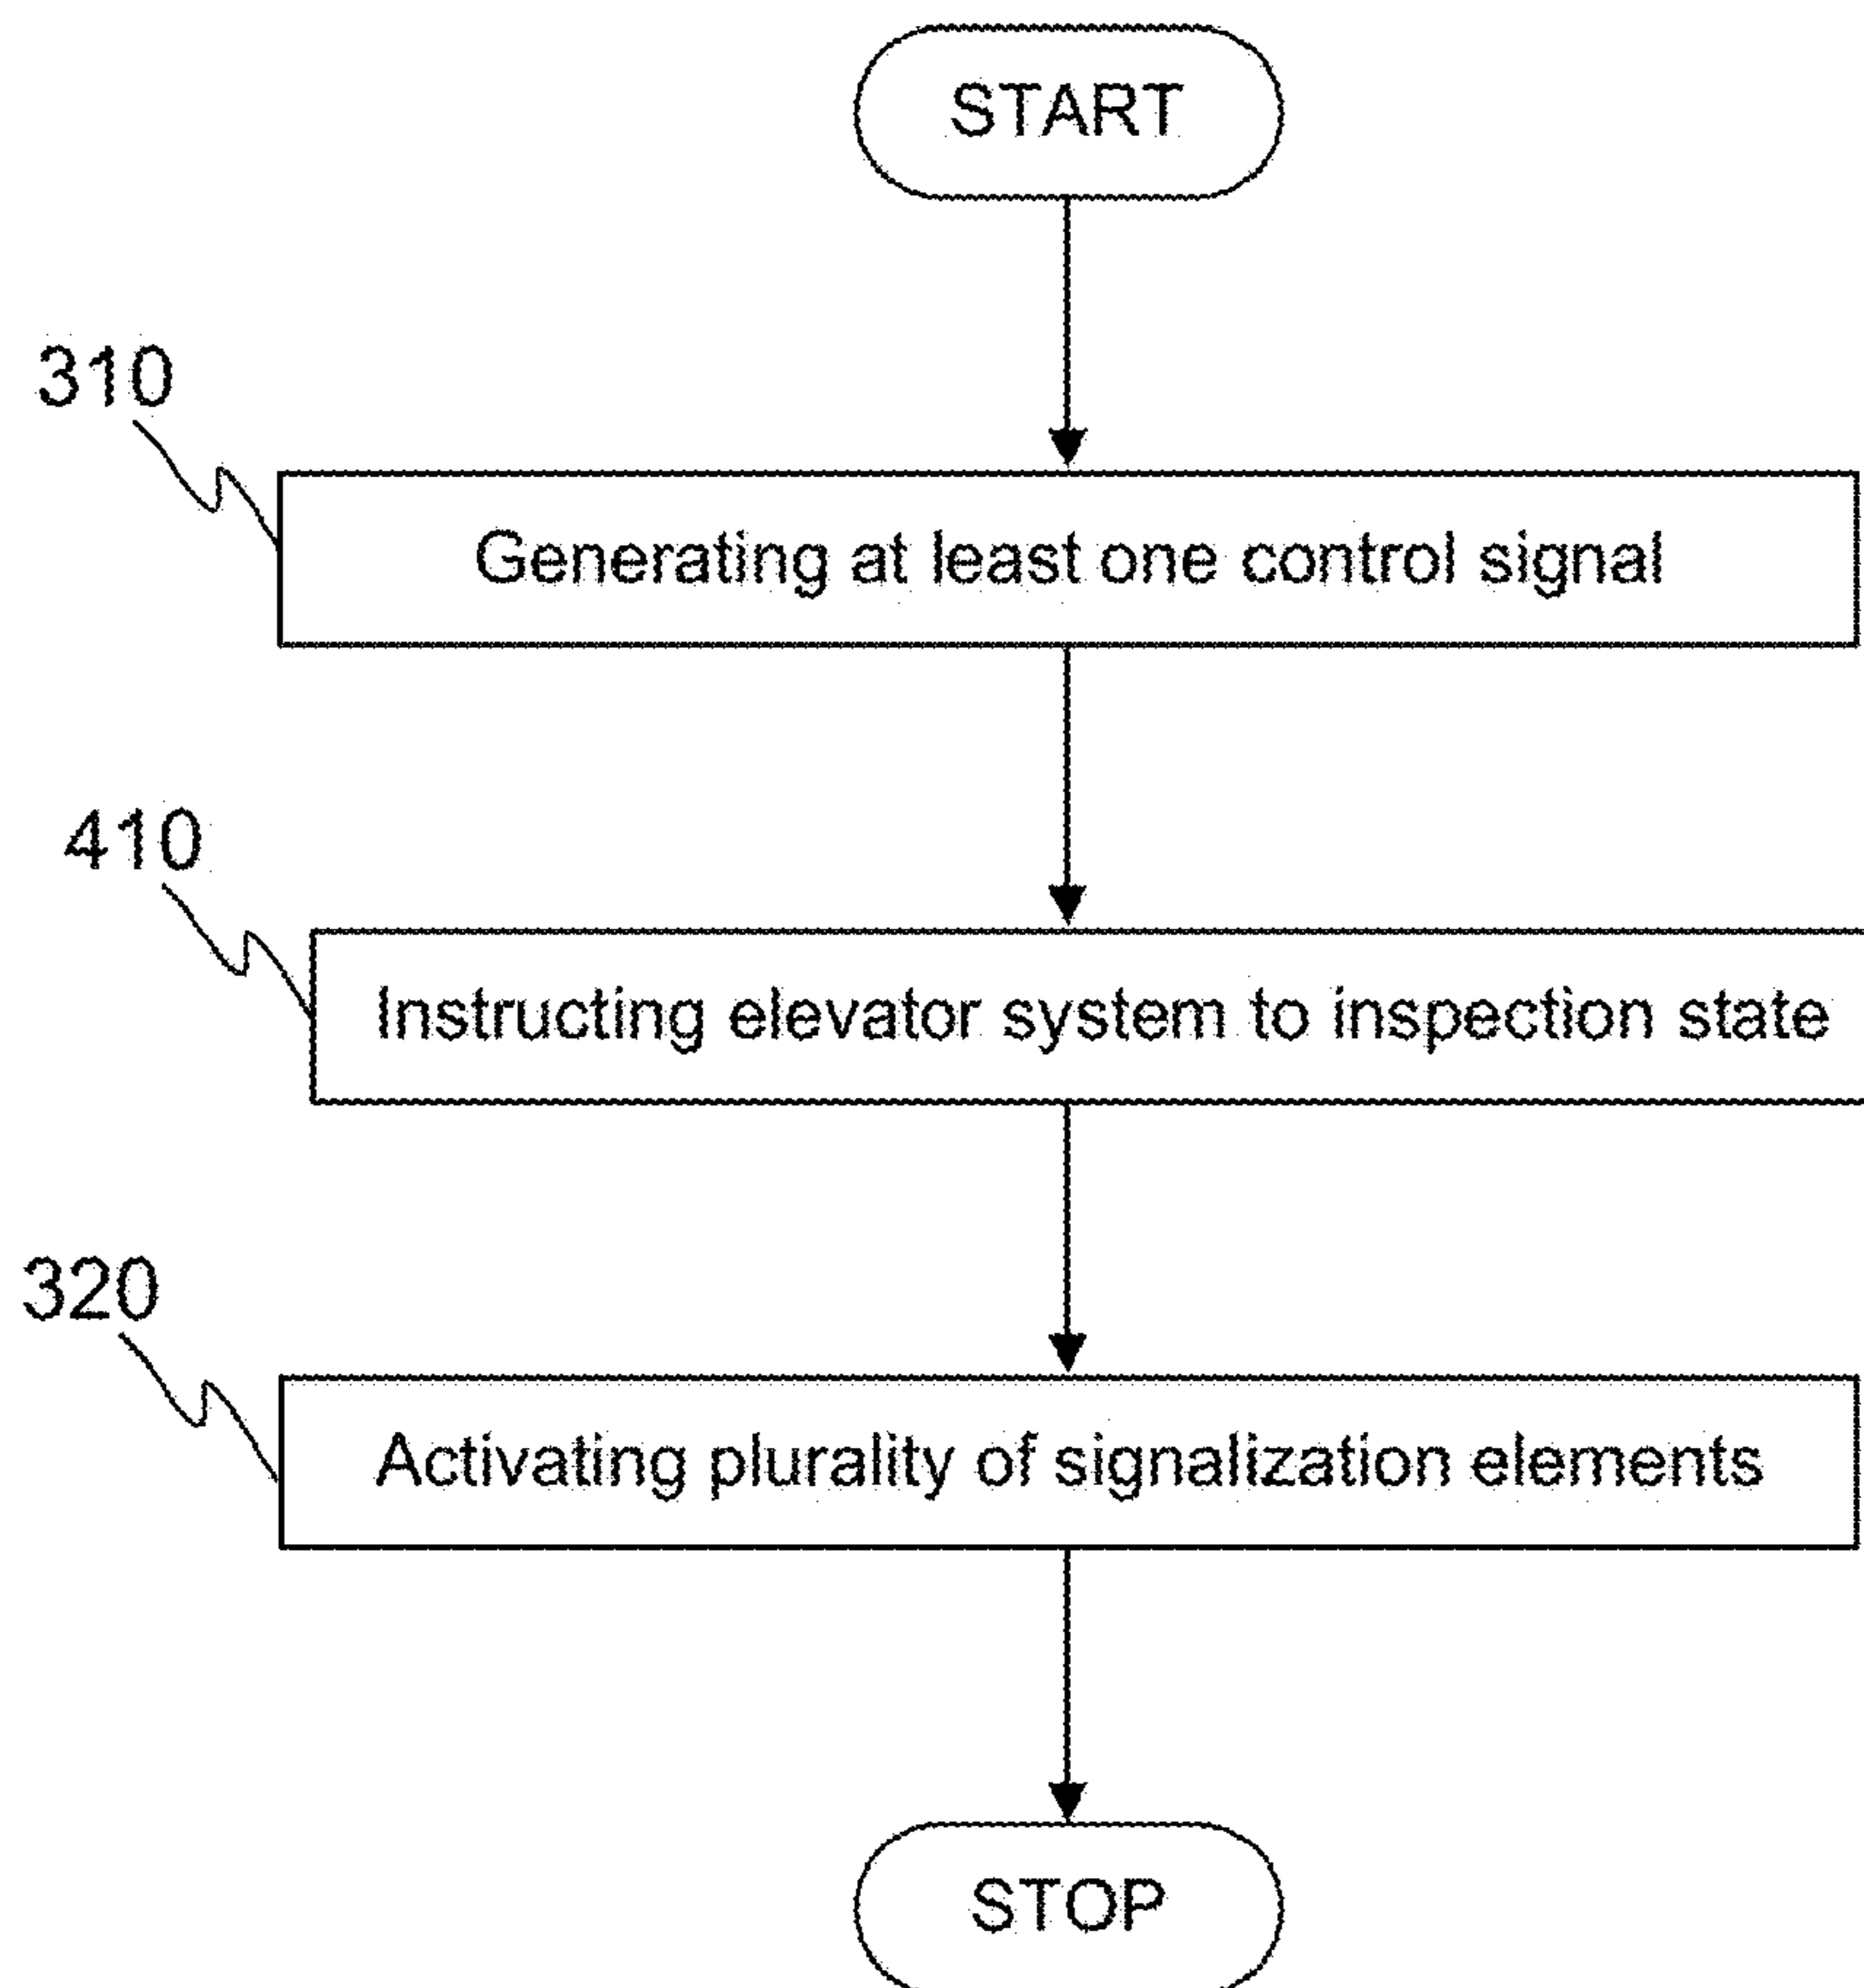 START
310
Generating at least one control signal
410
Instructing elevator system to inspection state
320
Activating plurality of signalization elements
STOP